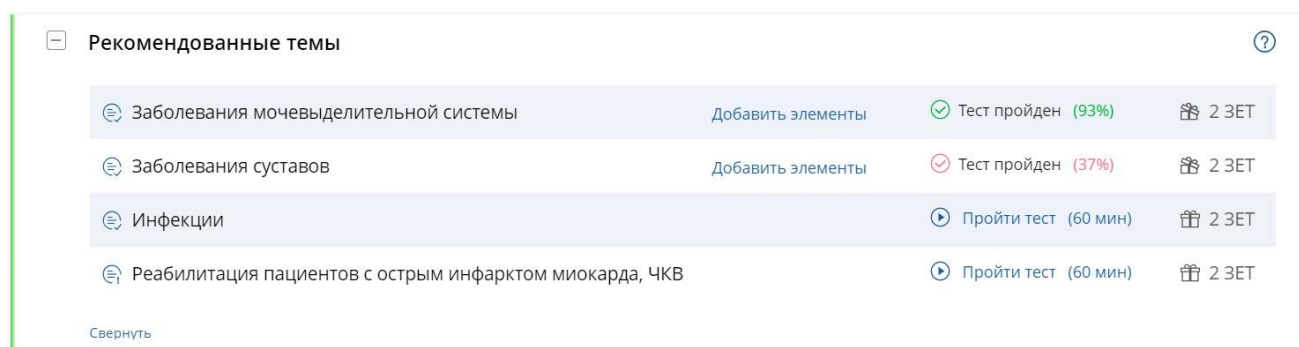 Рекомендованные темы ?
Заболевания мочевыделительной системы Добавить элементы Тест пройден (93%) 2 ЗЕТ
Заболевания суставов Добавить элементы Тест пройден (37%) 2 ЗЕТ
Инфекции Пройти тест (60 мин) 2 ЗЕТ
Реабилитация пациентов с острым инфарктом миокарда, ЧКВ Пройти тест (60 мин) 2 ЗЕТ
Свернуть